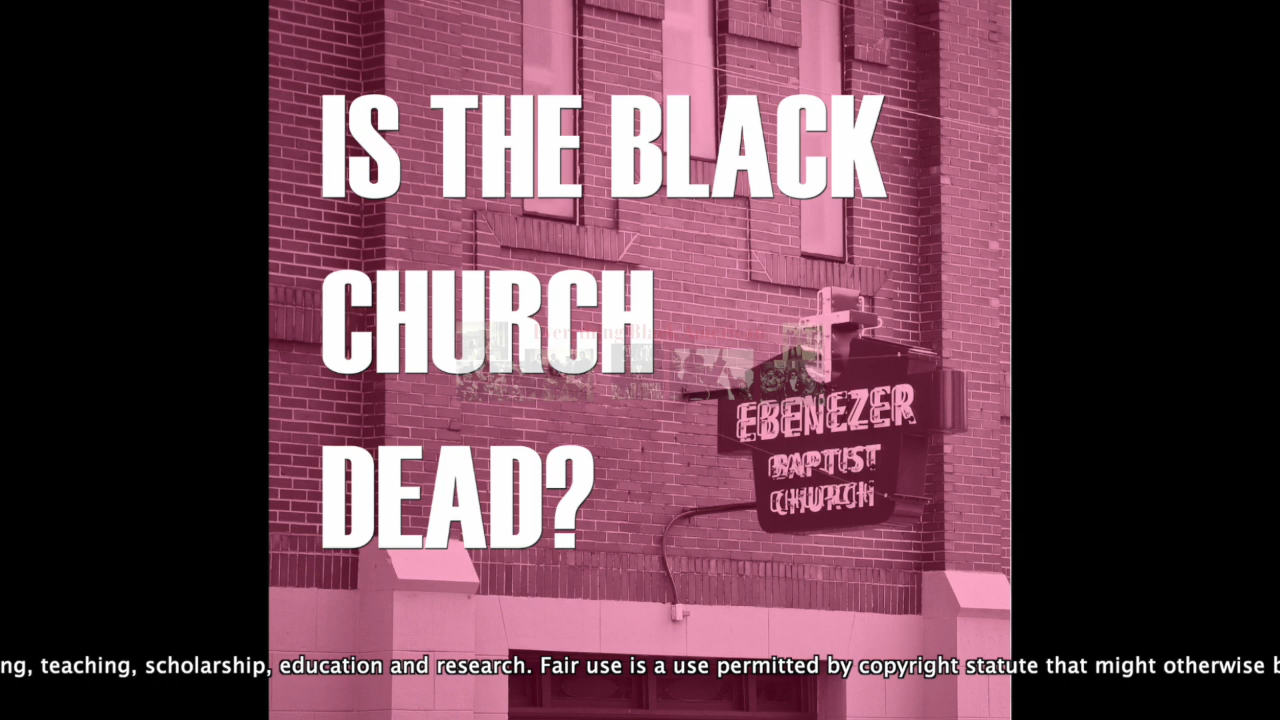 IS THE BLACK
CHURCH
DEAD?
EBENEZER
BAPTIST
CHURCH
ng, teaching, scholarship, education and research. Fair use is a use permitted by copyright statute that might otherwise b